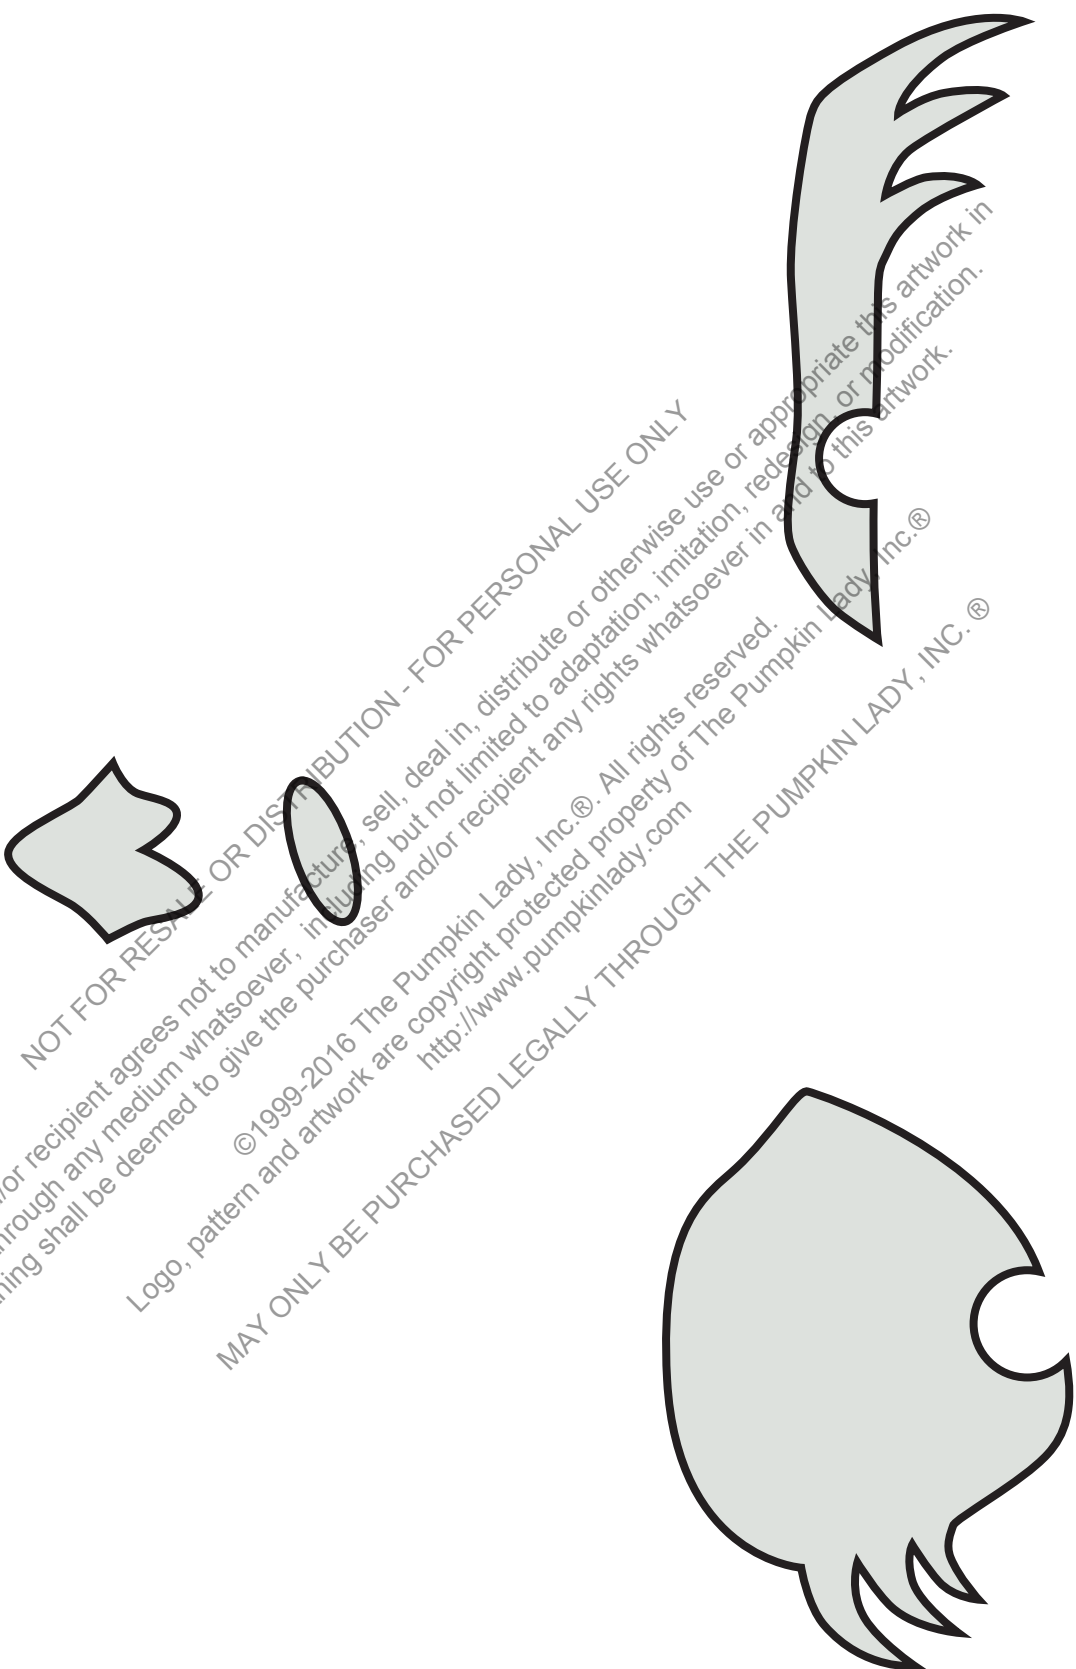 NOT FOR RESALE OR DISTRIBUTION - FOR PERSONAL USE ONLY
/or recipient agrees not to manufacture, sell, deal in, distribute or otherwise use or appropriate this artwork in
through any medium whatsoever, including but not limited to adaptation, imitation, redesign, or modification.
hing shall be deemed to give the purchaser and/or recipient any rights whatsoever in and to this artwork.
©1999-2016 The Pumpkin Lady, Inc.®. All rights reserved.
Logo, pattern and artwork are copyright protected property of The Pumpkin Lady, Inc.®
http://www.pumpkinlady.com
MAY ONLY BE PURCHASED LEGALLY THROUGH THE PUMPKIN LADY, INC. ®